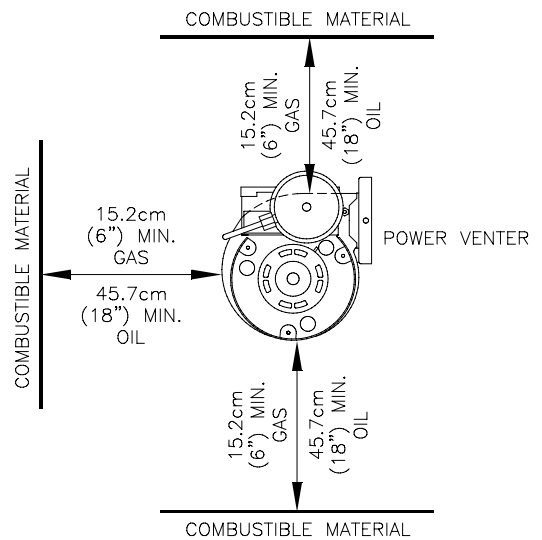 COMBUSTIBLE MATERIAL
15.2cm
(6") MIN.
GAS
45.7cm
(18") MIN.
OIL
COMBUSTIBLE MATERIAL
15.2cm
(6") MIN.
GAS
45.7cm
(18") MIN.
OIL
POWER VENTER
15.2cm
(6") MIN.
GAS
45.7cm
(18") MIN.
OIL
COMBUSTIBLE MATERIAL